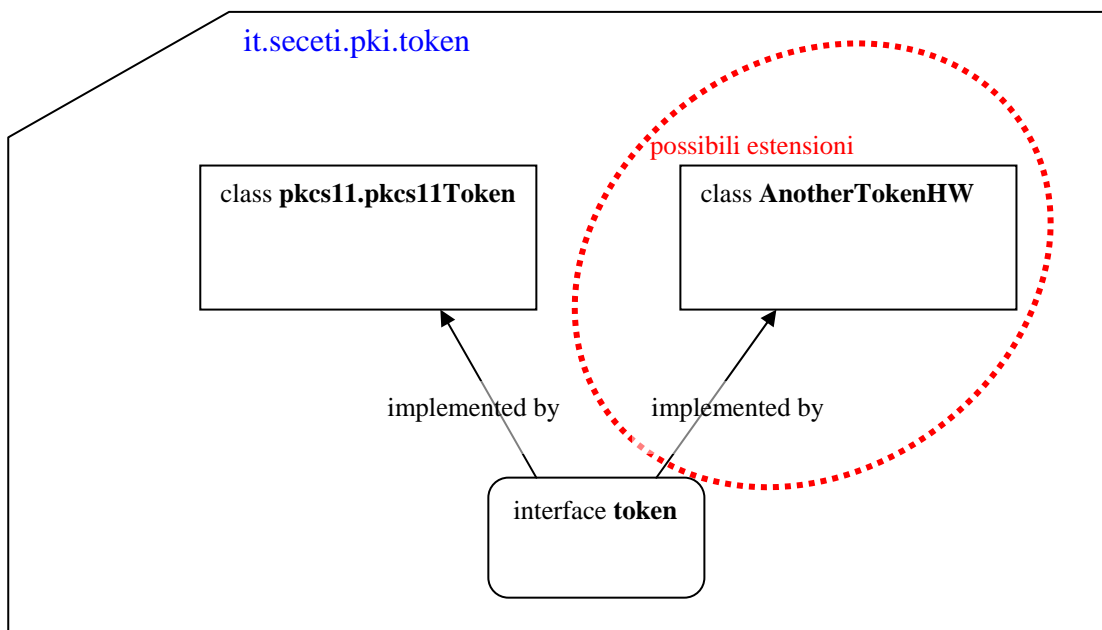 it.seceti.pki.token
possibili estensioni
class pkcs11.pkcs11Token
class AnotherTokenHW
implemented by
implemented by
interface token